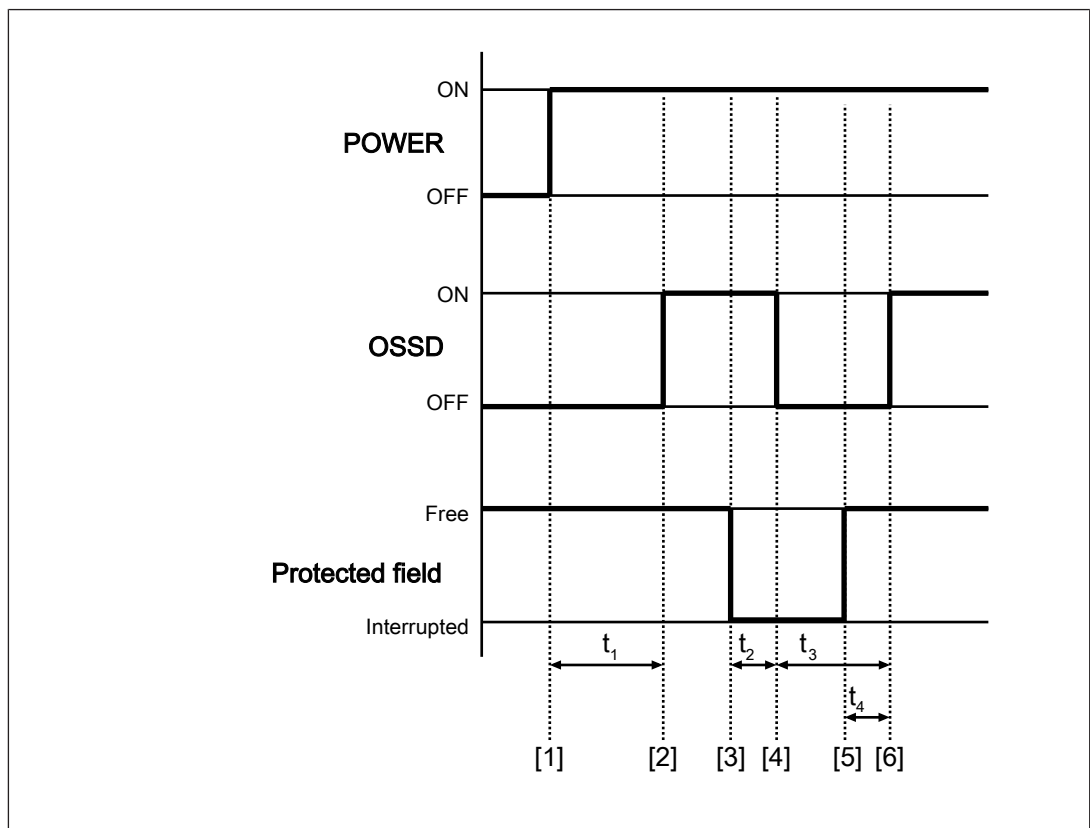 ON
POWER
OFF
ON
OSSD
OFF
Free
Protected field
Interrupted
t₁ t₂ t₃
t₄
[1] [2] [3] [4] [5] [6]